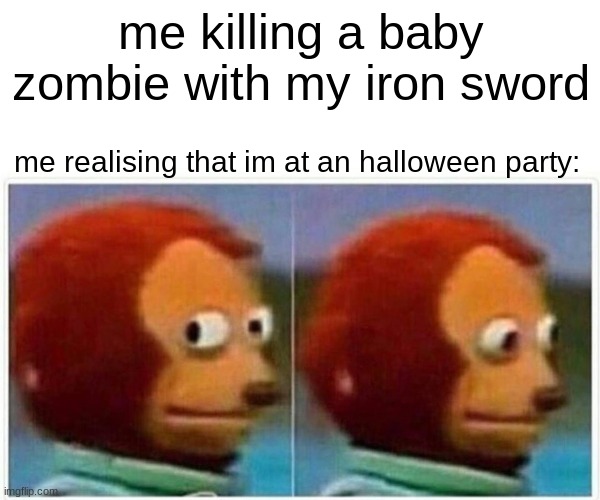 me killing a baby
zombie with my iron sword
me realising that im at an halloween party:
imgflip.com